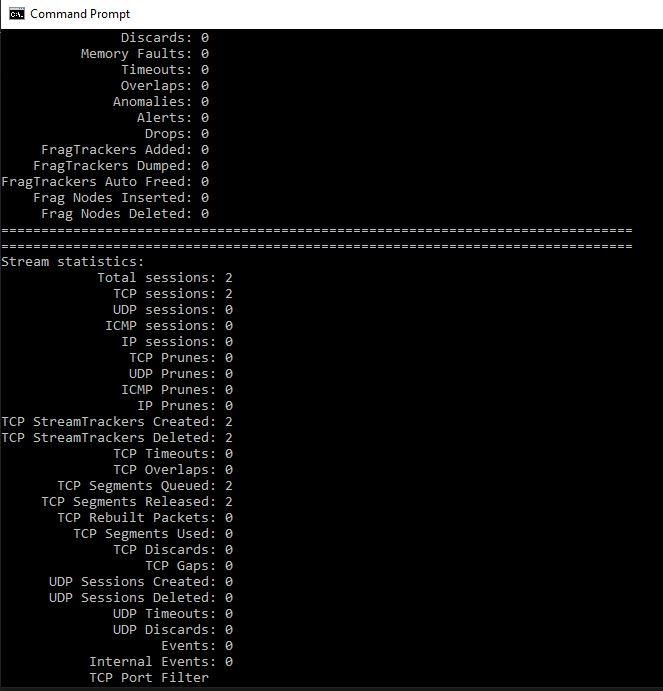 Command Prompt
Discards: 0
Memory Faults: 0
Timeouts: 0
Overlaps: 0
Anomalies: 0
Alerts: 0
Drops: 0
FragTrackers Added: 0
FragTrackers Dumped: 0
FragTrackers Auto Freed: 0
Frag Nodes Inserted: 0
Frag Nodes Deleted: 0
===============================================================================
===============================================================================
Stream statistics:
Total sessions: 2
TCP sessions: 2
UDP sessions: 0
ICMP sessions: 0
IP sessions: 0
TCP Prunes: 0
UDP Prunes: 0
ICMP Prunes: 0
IP Prunes: 0
TCP StreamTrackers Created: 2
TCP StreamTrackers Deleted: 2
TCP Timeouts: 0
TCP Overlaps: 0
TCP Segments Queued: 2
TCP Segments Released: 2
TCP Rebuilt Packets: 0
TCP Segments Used: 0
TCP Discards: 0
TCP Gaps: 0
UDP Sessions Created: 0
UDP Sessions Deleted: 0
UDP Timeouts: 0
UDP Discards: 0
Events: 0
Internal Events: 0
TCP Port Filter